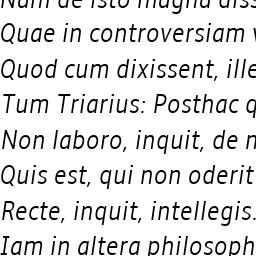 Nam de isto magna diss
Quae in controversiam v
Quod cum dixissent, ille
Tum Triarius: Posthac q
Non laboro, inquit, de n
Quis est, qui non oderit
Recte, inquit, intellegis.
Iam in altera philosoph